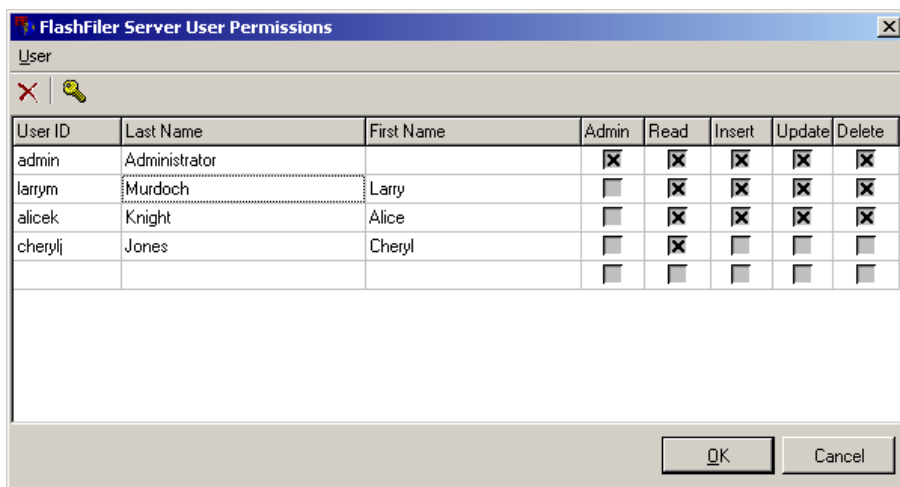 FlashFiler Server User Permissions
User
User ID Last Name First Name Admin Read Insert Update Delete
admin Administrator
larrym Murdoch Larry
alicek Knight Alice
cherylj Jones Cheryl
OK Cancel